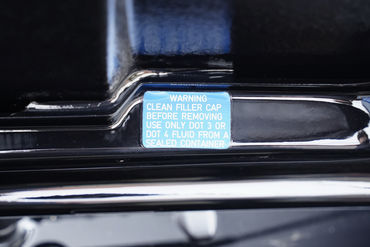 WARNING
CLEAN FILLER CAP
BEFORE REMOVING
USE ONLY DOT 3 OR
DOT 4 FLUID FROM A
SEALED CONTAINER